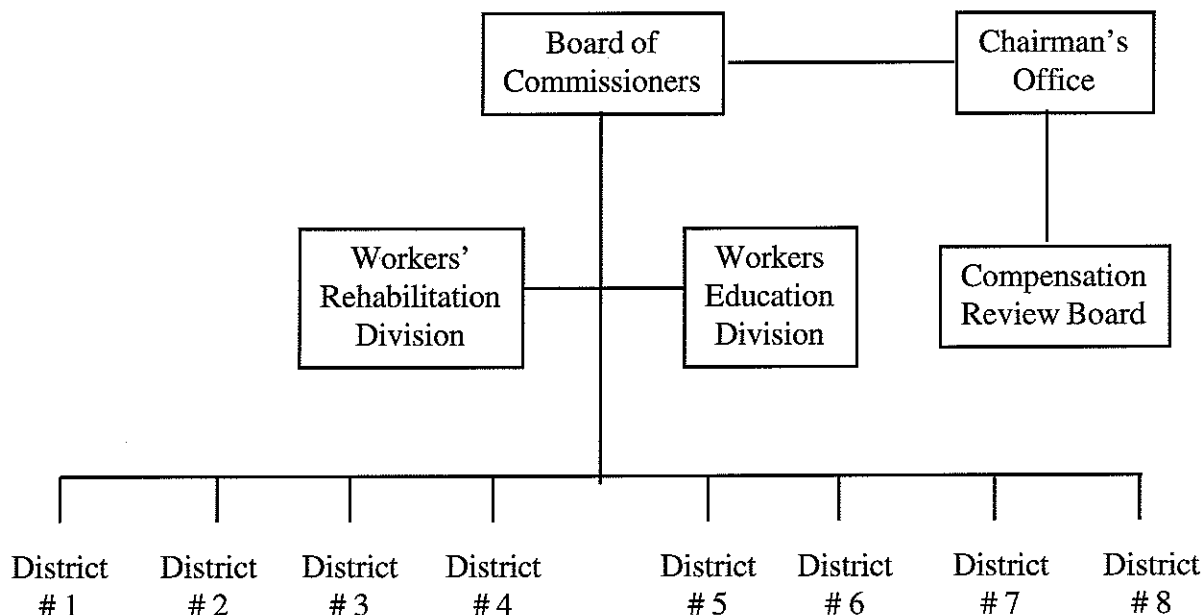 Board of
Commissioners
Chairman's
Office
Workers'
Rehabilitation
Division
Workers
Education
Division
Compensation
Review Board
District
# 1
District
# 2
District
# 3
District
# 4
District
# 5
District
# 6
District
# 7
District
# 8